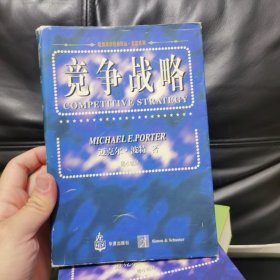 竞争战略
COMPETITIVE STRATEGY
MICHAEL E.PORTER
迈克尔·波特 著
华夏出版社
Simon & Schuster